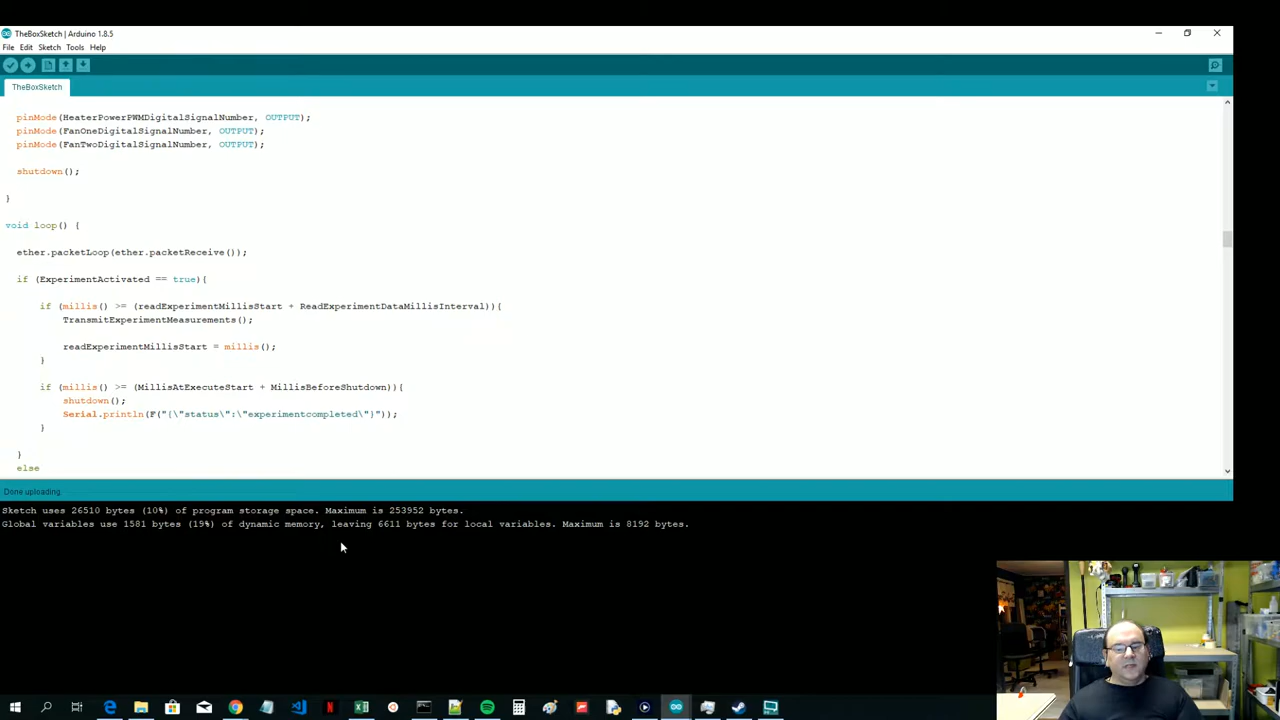 TheBoxSketch | Arduino 1.8.5
File Edit Sketch Tools Help
TheBoxSketch
pinMode(HeaterPowerPWMDigitalSignalNumber, OUTPUT);
pinMode(FanOneDigitalSignalNumber, OUTPUT);
pinMode(FanTwoDigitalSignalNumber, OUTPUT);
shutdown();
}
void loop() {
ether.packetLoop(ether.packetReceive());
if (ExperimentActivated == true){
if (millis() >= (readExperimentMillisStart + ReadExperimentDataMillisInterval)){
TransmitExperimentMeasurements();
readExperimentMillisStart = millis();
}
if (millis() >= (MillisAtExecuteStart + MillisBeforeShutdown)){
shutdown();
Serial.println(F("{\"status\":\"experimentcompleted\"}"));
}
}
else
Done uploading.
Sketch uses 26510 bytes (10%) of program storage space. Maximum is 253952 bytes.
Global variables use 1581 bytes (19%) of dynamic memory, leaving 6611 bytes for local variables. Maximum is 8192 bytes.